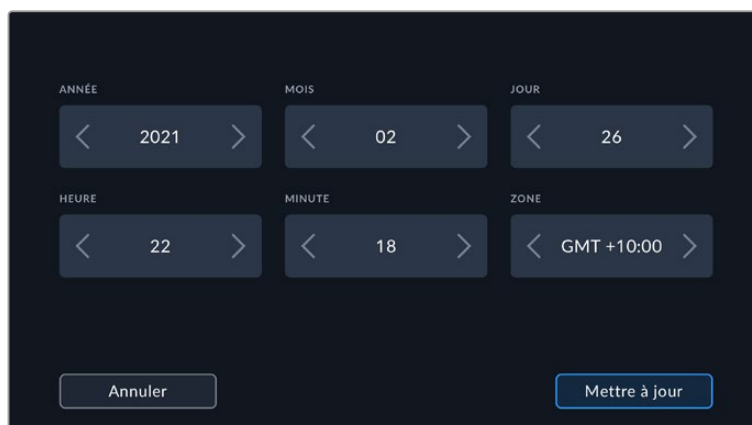 ANNÉE MOIS JOUR
2021 02 26
HEURE MINUTE ZONE
22 18 GMT +10:00
Annuler Mettre à jour